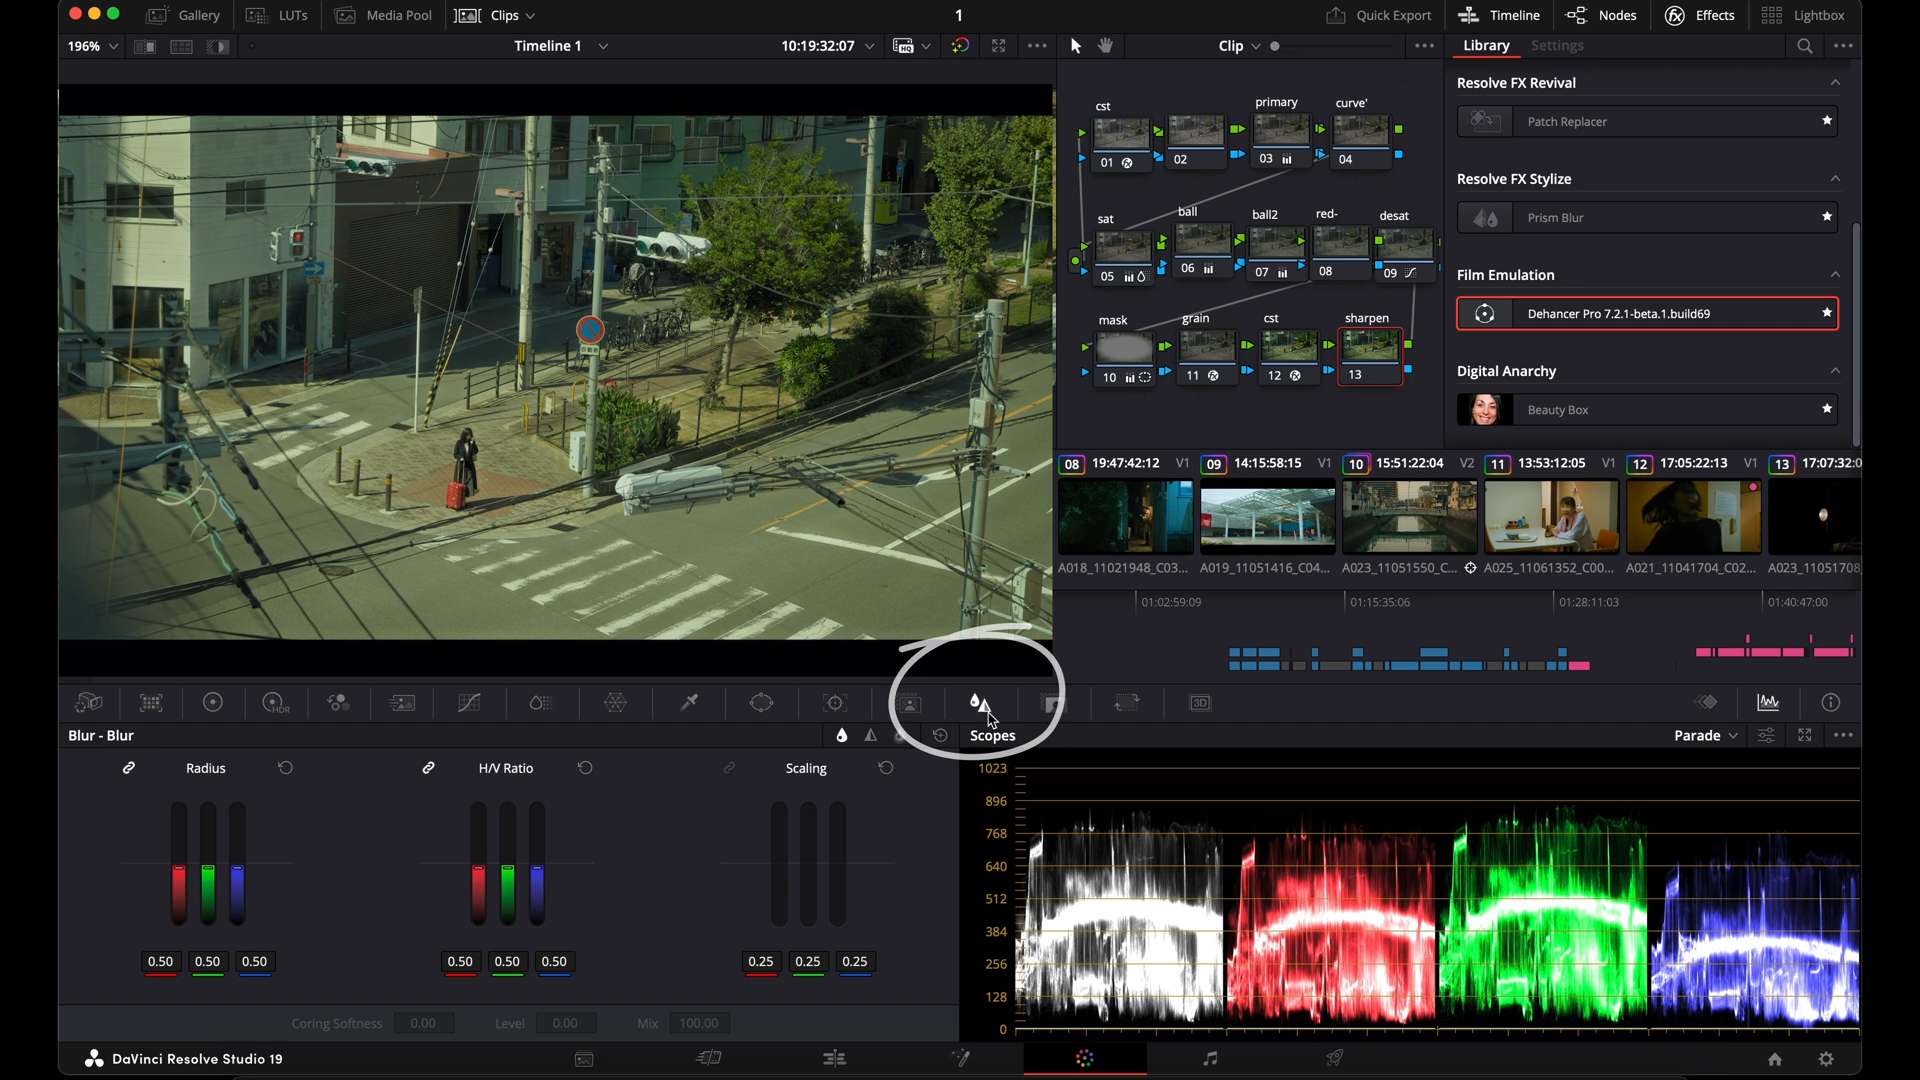 Gallery
LUTs
Media Pool
Clips
1
Quick Export
Timeline
Nodes
Effects
Lightbox
196%
Timeline 1
10:19:32:07
HQ
Clip
Library
Settings
Resolve FX Revival
Patch Replacer
Resolve FX Stylize
Prism Blur
Film Emulation
Dehancer Pro 7.2.1-beta.1.build69
Digital Anarchy
Beauty Box
cst
primary
curve'
01
02
03
04
sat
ball
ball2
red-
desat
05
06
07
08
09
mask
grain
cst
sharpen
10
11
12
13
08 19:47:42:12 V1
09 14:15:58:15 V1
10 15:51:22:04 V2
11 13:53:12:05 V1
12 17:05:22:13 V1
13 17:07:32:0
A018_11021948_C03...
A019_11051416_C04...
A023_11051550_C...
A025_11061352_C00...
A021_11041704_C02...
A023_11051708
01:02:59:09
01:15:35:06
01:28:11:03
01:40:47:00
HDR
3D
Blur - Blur
Scopes
Parade
Radius
H/V Ratio
Scaling
0.50 0.50 0.50
0.50 0.50 0.50
0.25 0.25 0.25
Coring Softness 0.00
Level 0.00
Mix 100.00
1023
896
768
640
512
384
256
128
0
DaVinci Resolve Studio 19